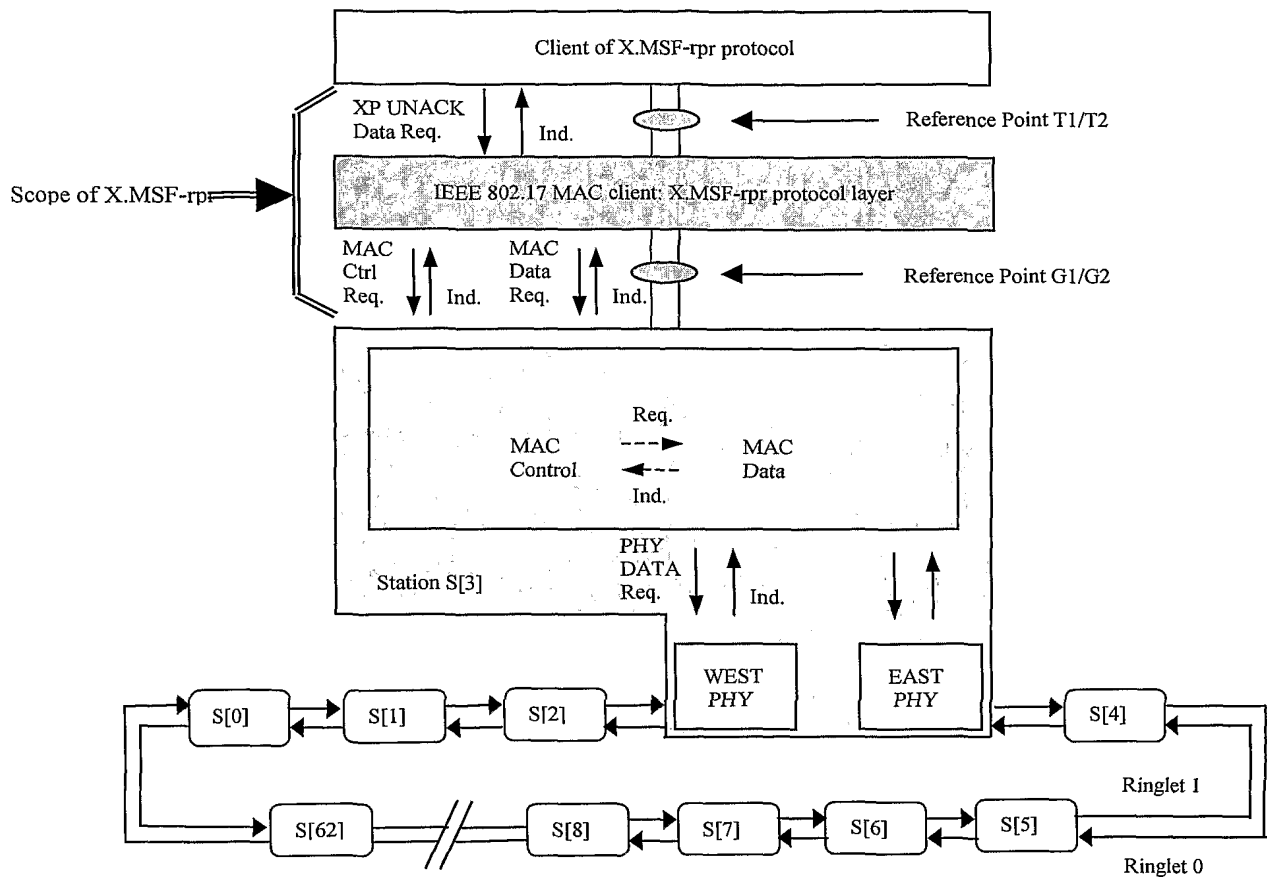 Client of X.MSF-rpr protocol
XP UNACK
Data Req.
Ind.
Reference Point T1/T2
Scope of X.MSF-rpr
IEEE 802.17 MAC client: X.MSF-rpr protocol layer
MAC
Ctrl
Req.
Ind.
MAC
Data
Req.
Ind.
Reference Point G1/G2
Req.
MAC
Control
MAC
Data
Ind.
Station S[3]
PHY
DATA
Req.
Ind.
WEST
PHY
EAST
PHY
S[0]
S[1]
S[2]
S[4]
Ringlet 1
S[62]
S[8]
S[7]
S[6]
S[5]
Ringlet 0